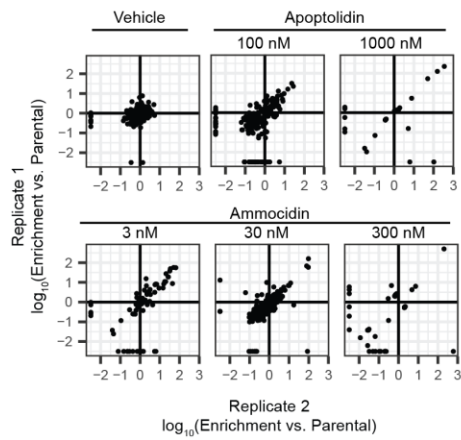 Vehicle Apoptolidin
100 nM 1000 nM
2
1
0
−1
−2
−2 −1 0 1 2 3 −2 −1 0 1 2 3 −2 −1 0 1 2 3
Ammocidin
3 nM 30 nM 300 nM
2
1
0
−1
−2
−2 −1 0 1 2 3 −2 −1 0 1 2 3 −2 −1 0 1 2 3
Replicate 1
log10(Enrichment vs. Parental)
Replicate 2
log10(Enrichment vs. Parental)